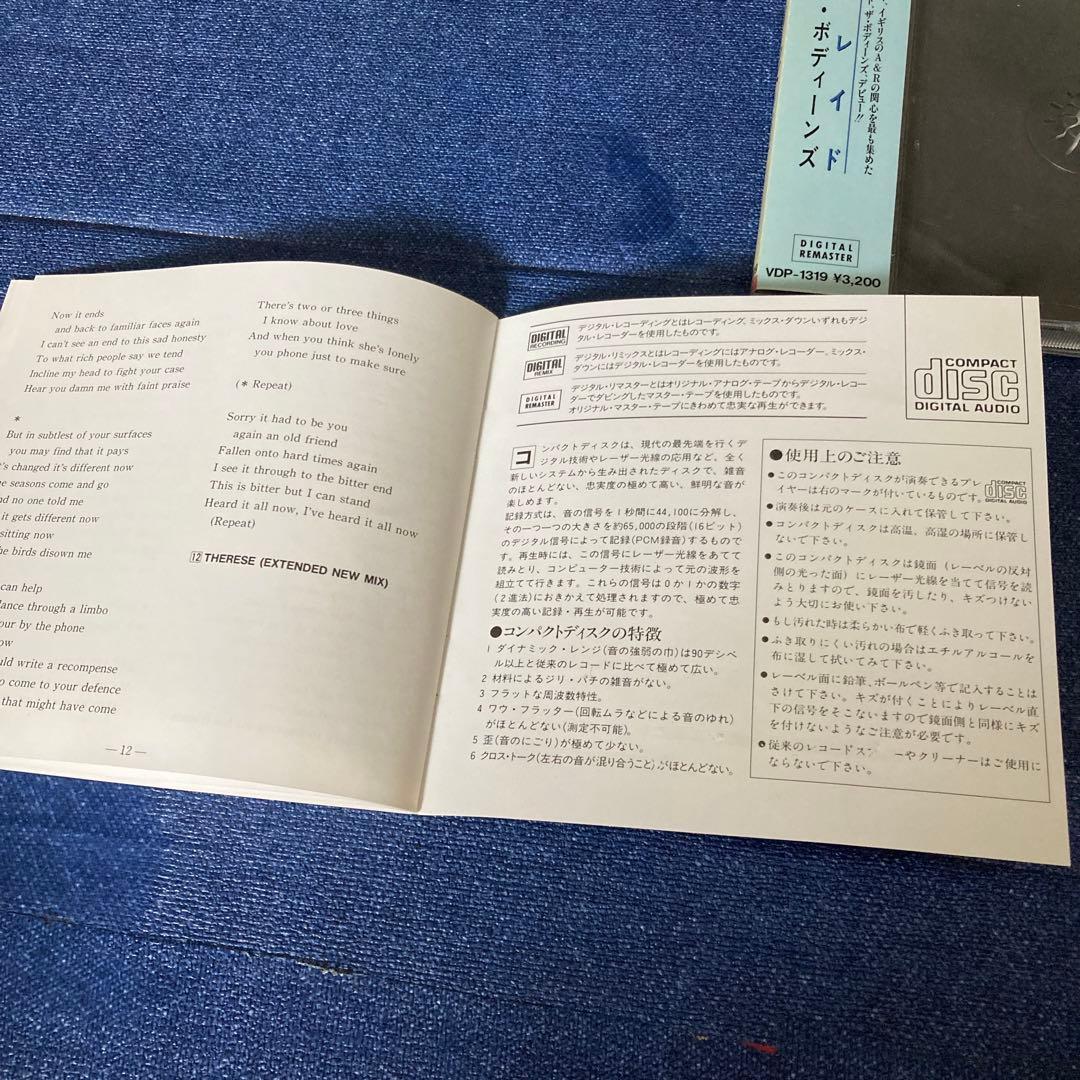 、イギリスのA&Rの関心を最も集めた
ト、ザ・ボディーンズ、デビュー!!
レイド
・ボディーンズ
DIGITAL
REMASTER
VDP-1319 ¥3,200
Now it ends
and back to familiar faces again
I can't see an end to this sad honesty
To what rich people say we tend
Incline my head to fight your case
Hear you damn me with faint praise
*
But in subtlest of your surfaces
you may find that it pays
's changed it's different now
e seasons come and go
nd no one told me
it gets different now
sitting now
he birds disown me
can help
lance through a limbo
our by the phone
ow
uld write a recompense
o come to your defence
that might have come
There's two or three things
I know about love
And when you think she's lonely
you phone just to make sure
(* Repeat)
Sorry it had to be you
again an old friend
Fallen onto hard times again
I see it through to the bitter end
This is bitter but I can stand
Heard it all now, I've heard it all now
(Repeat)
12 THERESE (EXTENDED NEW MIX)
—12—
DIGITAL
RECORDING
デジタル・レコーディングとはレコーディング、ミックス・ダウンいずれもデジ
タル・レコーダーを使用したものです。
DIGITAL
REMIX
デジタル・リミックスとはレコーディングにはアナログ・レコーダー、ミックス・
ダウンにはデジタル・レコーダーを使用したものです。
DIGITAL
REMASTER
デジタル・リマスターとはオリジナル・アナログ・テープからデジタル・レコー
ダーでダビングしたマスター・テープを使用したものです。
オリジナル・マスター・テープにきわめて忠実な再生ができます。
COMPACT
disc
DIGITAL AUDIO
コンパクトディスクは、現代の最先端を行くデ
ジタル技術やレーザー光線の応用など、全く
新しいシステムから生み出されたディスクで、雑音
のほとんどない、忠実度の極めて高い、鮮明な音が
楽しめます。
記録方式は、音の信号を1秒間に44,100に分解し、
その一つ一つの大きさを約65,000の段階(16ビット)
のデジタル信号によって記録(PCM録音)するもので
す。再生時には、この信号にレーザー光線をあてて
読みとり、コンピューター技術によって元の波形を
組立てて行きます。これらの信号は0か1かの数字
(2進法)におきかえて処理されますので、極めて忠
実度の高い記録・再生が可能です。
●コンパクトディスクの特徴
1 ダイナミック・レンジ(音の強弱の巾)は90デシベ
ル以上と従来のレコードに比べて極めて広い。
2 材料によるジリ・パチの雑音がない。
3 フラットな周波数特性。
4 ワウ・フラッター(回転ムラなどによる音のゆれ)
がほとんどない(測定不可能)。
5 歪(音のにごり)が極めて少ない。
6 クロス・トーク(左右の音が混り合うこと)がほとんどない。
●使用上のご注意
●このコンパクトディスクが演奏できるプレ
イヤーは右のマークが付いているものです。
COMPACT
disc
DIGITAL AUDIO
●演奏後は元のケースに入れて保管して下さい。
●コンパクトディスクは高温、高湿の場所に保管し
ないで下さい。
●このコンパクトディスクは鏡面(レーベルの反対
側の光った面)にレーザー光線を当てて信号を読
みとりますので、鏡面を汚したり、キズつけない
よう大切にお使い下さい。
●もし汚れた時は柔らかい布で軽くふき取って下さい。
●ふき取りにくい汚れの場合はエチルアルコールを
布に湿して拭いてみて下さい。
●レーベル面に鉛筆、ボールペン等で記入することは
さけて下さい。キズが付くことによりレーベル直
下の信号をそこないますので鏡面側と同様にキズ
を付けないようなご注意が必要です。
●従来のレコードス ーやクリーナーはご使用に
ならないで下さい。